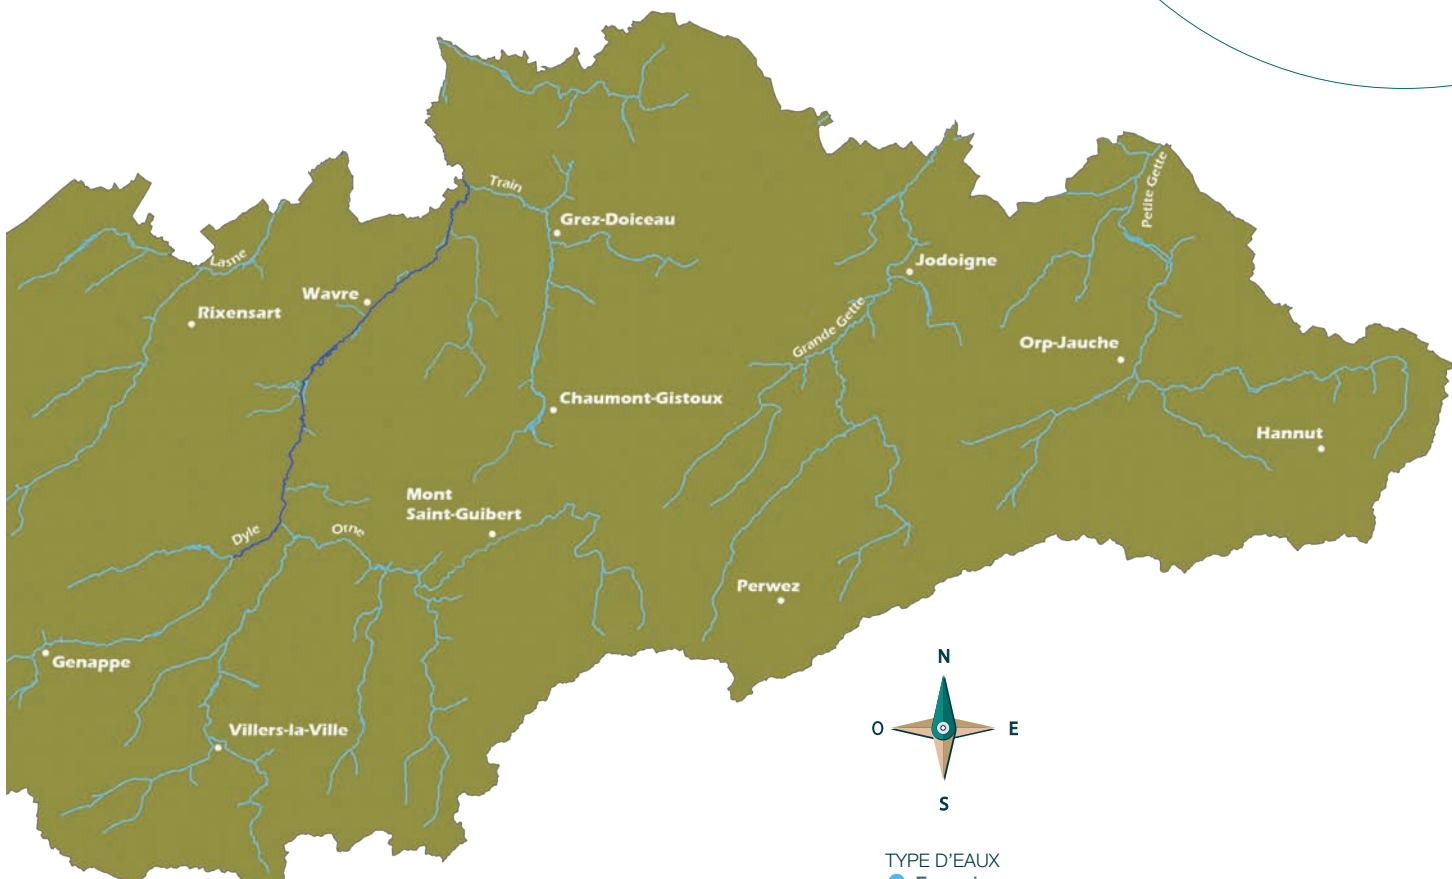 Train
Grez-Doiceau
Petite Gette
Lasne
Jodoigne
Wavre
Rixensart
Grande Gette
Orp-Jauche
Chaumont-Gistoux
Hannut
Mont
Saint-Guibert
Dyle
Orne
Perwez
Genappe
N
Villers-la-Ville
O
E
S
TYPE D'EAUX